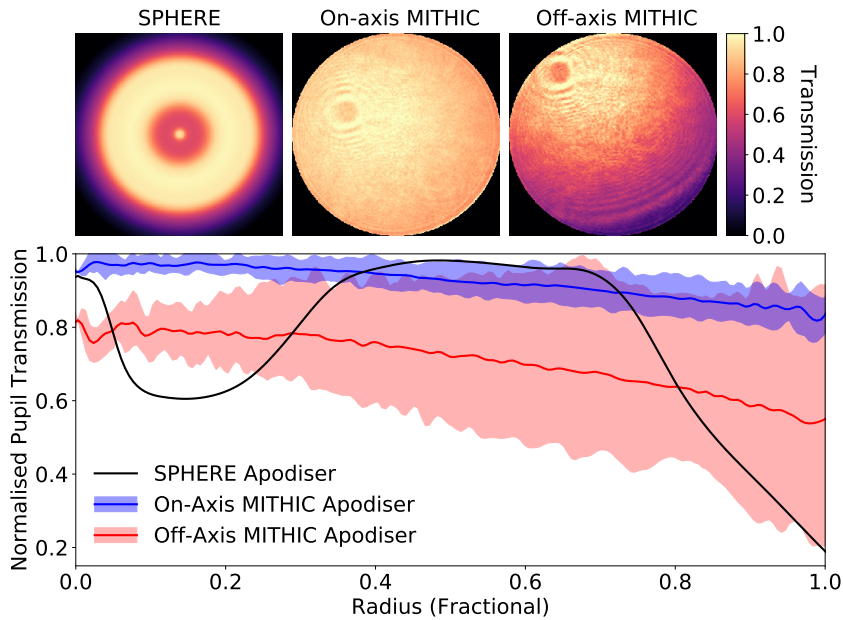 SPHERE On-axis MITHIC Off-axis MITHIC
1.0
0.8
0.6
0.4
0.2
0.0
Transmission
1.0
0.8
0.6
0.4
0.2
Normalised Pupil Transmission
SPHERE Apodiser
On-Axis MITHIC Apodiser
Off-Axis MITHIC Apodiser
0.0 0.2 0.4 0.6 0.8 1.0
Radius (Fractional)